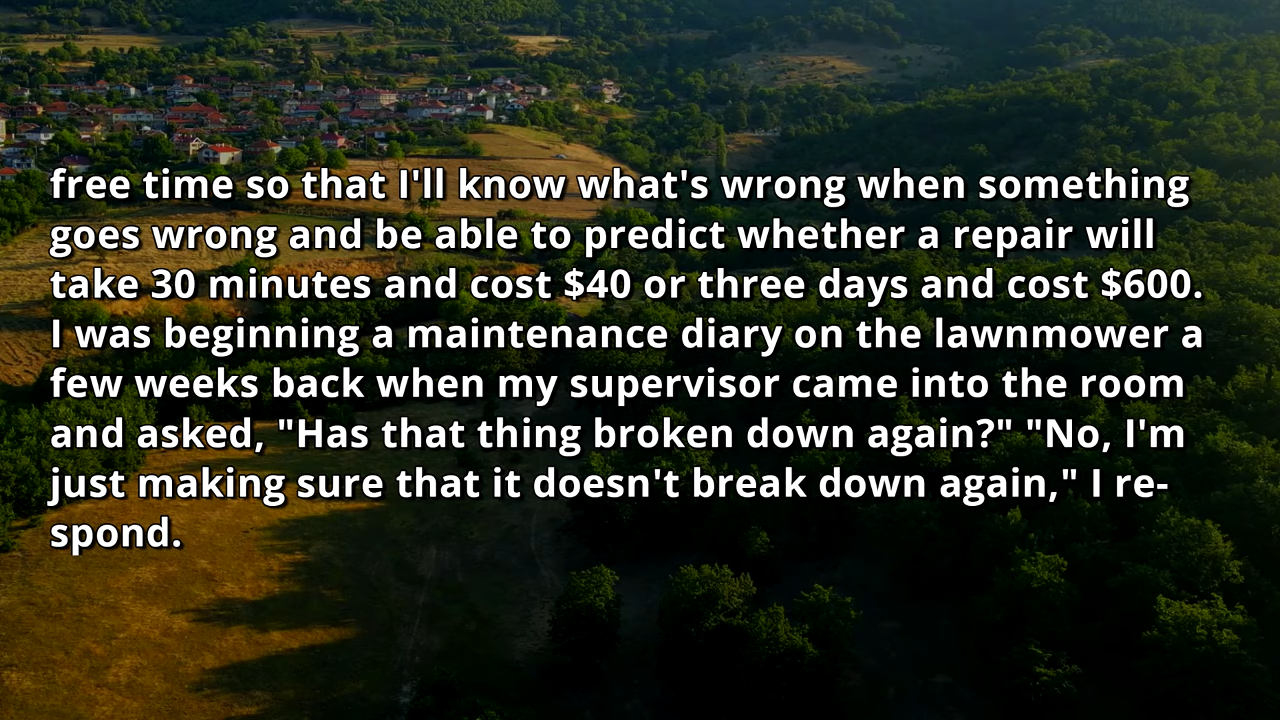 free time so that I'll know what's wrong when something
goes wrong and be able to predict whether a repair will
take 30 minutes and cost $40 or three days and cost $600.
I was beginning a maintenance diary on the lawnmower a
few weeks back when my supervisor came into the room
and asked, "Has that thing broken down again?" "No, I'm
just making sure that it doesn't break down again," I re-
spond.